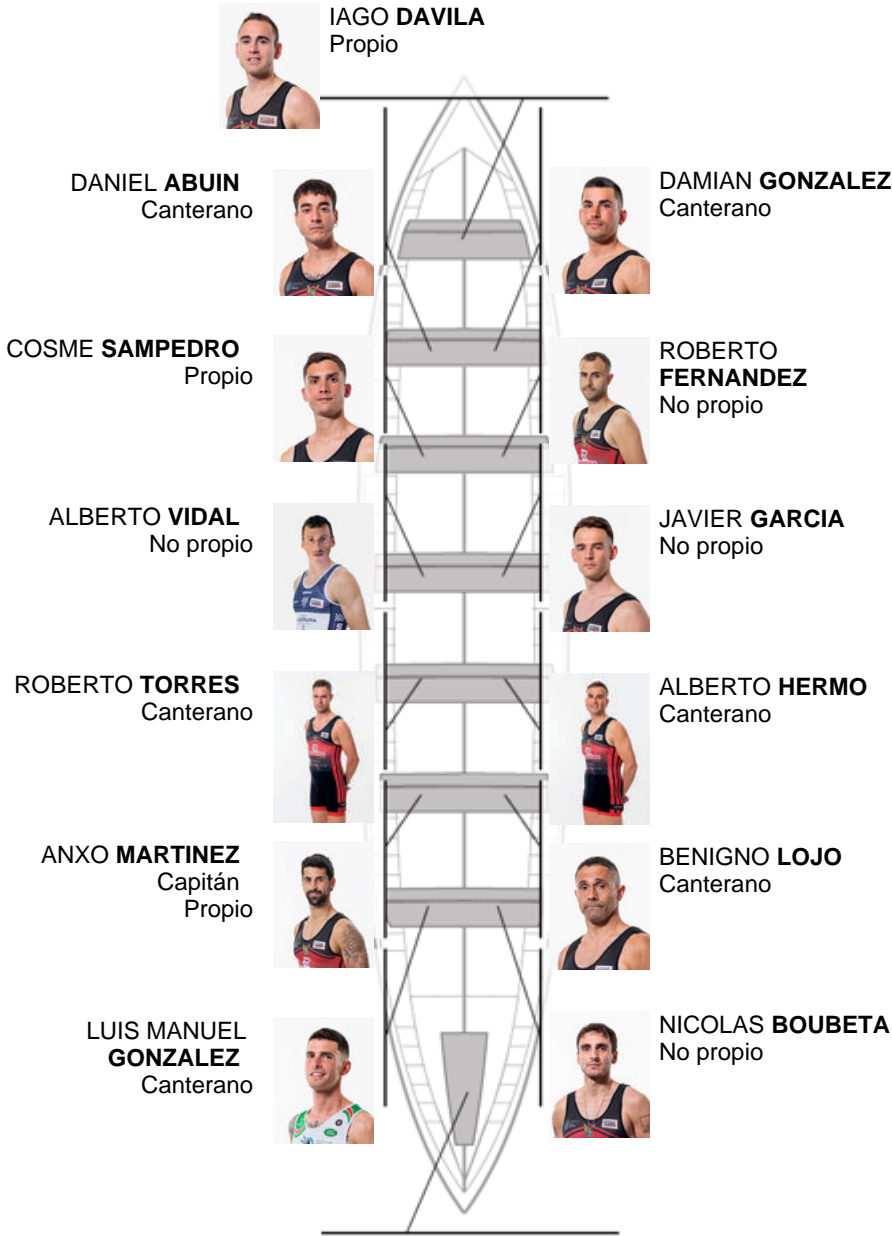 IAGO DAVILA
Propio
DANIEL ABUIN
Canterano
DAMIAN GONZALEZ
Canterano
COSME SAMPEDRO
Propio
ROBERTO
FERNANDEZ
No propio
ALBERTO VIDAL
No propio
JAVIER GARCIA
No propio
ROBERTO TORRES
Canterano
ALBERTO HERMO
Canterano
ANXO MARTINEZ
Capitán
Propio
BENIGNO LOJO
Canterano
LUIS MANUEL
GONZALEZ
Canterano
NICOLAS BOUBETA
No propio